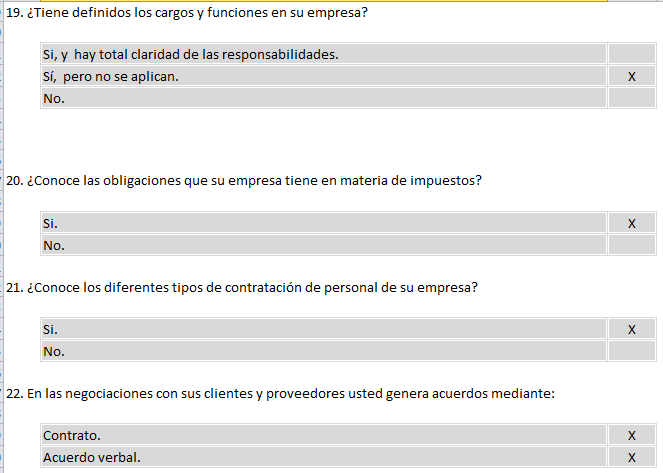 19. ¿Tiene definidos los cargos y funciones en su empresa?
Si, y  hay total claridad de las responsabilidades.
Sí,  pero no se aplican. X
No.
20. ¿Conoce las obligaciones que su empresa tiene en materia de impuestos?
Si. X
No.
21. ¿Conoce los diferentes tipos de contratación de personal de su empresa?
Si. X
No.
22. En las negociaciones con sus clientes y proveedores usted genera acuerdos mediante:
Contrato. X
Acuerdo verbal. X